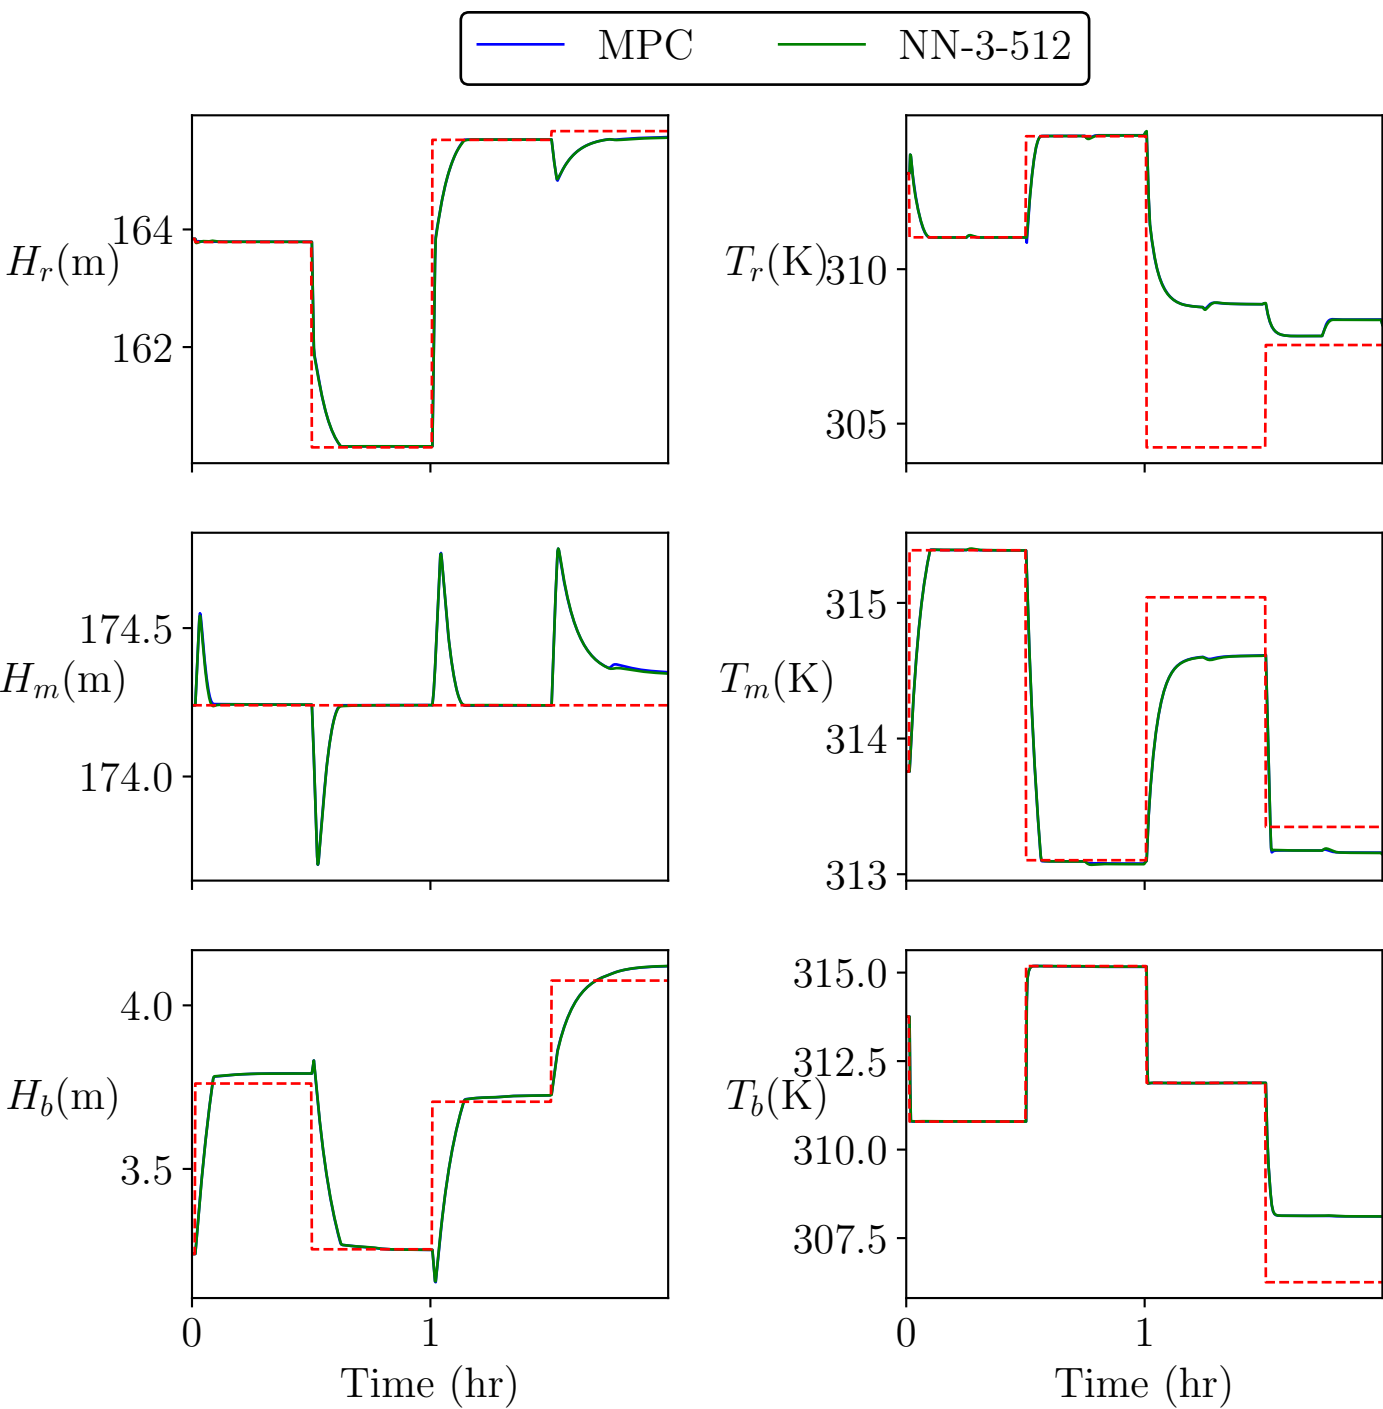 MPC NN-3-512
H_r(m)
164
162
T_r(K)
310
305
H_m(m)
174.5
174.0
T_m(K)
315
314
313
H_b(m)
4.0
3.5
0 1
Time (hr)
T_b(K)
315.0
312.5
310.0
307.5
0 1
Time (hr)